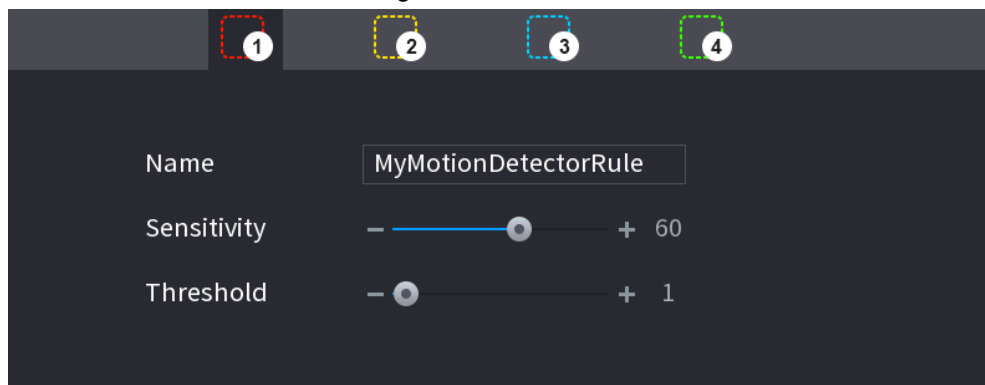 1 2 3 4
Name MyMotionDetectorRule
Sensitivity − + 60
Threshold − + 1